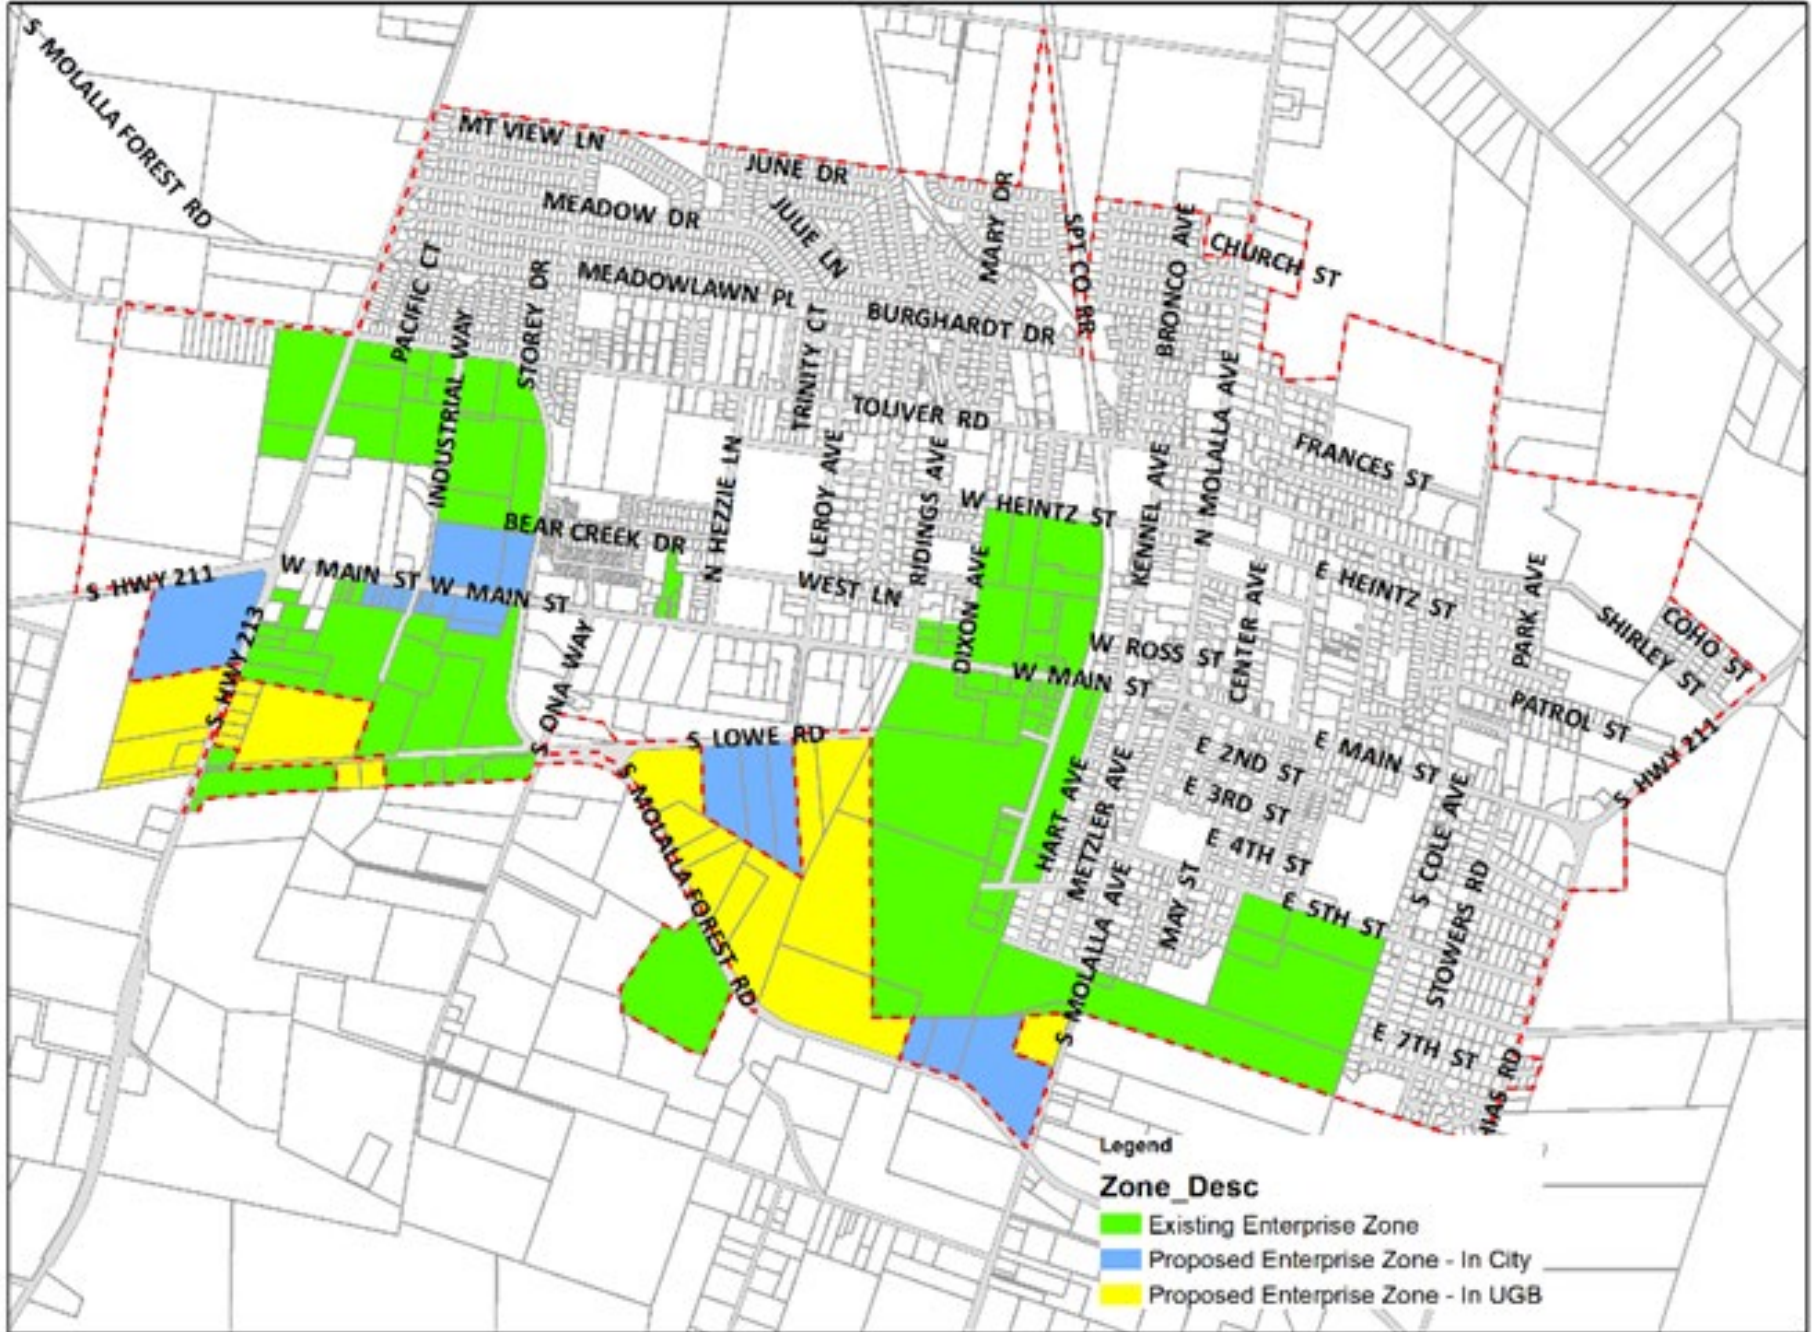 S MOLALLA FOREST RD
MT VIEW LN
JUNE DR
MEADOW DR
JULIE LN
MARY DR
SPT CO RR
BRONCO AVE
CHURCH ST
PACIFIC CT
MEADOWLAWN PL
STOREY DR
BURGHARDT DR
INDUSTRIAL WAY
TRINITY CT
TOLIVER RD
N MOLALLA AVE
FRANCES ST
N HEZZIE LN
LEROY AVE
RIDINGS AVE
W HEINTZ ST
KENNEL AVE
BEAR CREEK DR
S HWY 211
W MAIN ST
W MAIN ST
WEST LN
DIXON AVE
CENTER AVE
E HEINTZ ST
PARK AVE
SHIRLEY ST
COHO ST
S HWY 213
S ONA WAY
W ROSS ST
W MAIN ST
PATROL ST
S LOWE RD
E 2ND ST
E MAIN ST
S HWY 211
S MOLALLA FOREST RD
HART AVE
METZLER AVE
E 3RD ST
E 4TH ST
S COLE AVE
MAY ST
E 5TH ST
STOWERS RD
S MOLALLA AVE
E 7TH ST
HIAS RD
Legend
Zone_Desc
Existing Enterprise Zone
Proposed Enterprise Zone - In City
Proposed Enterprise Zone - In UGB